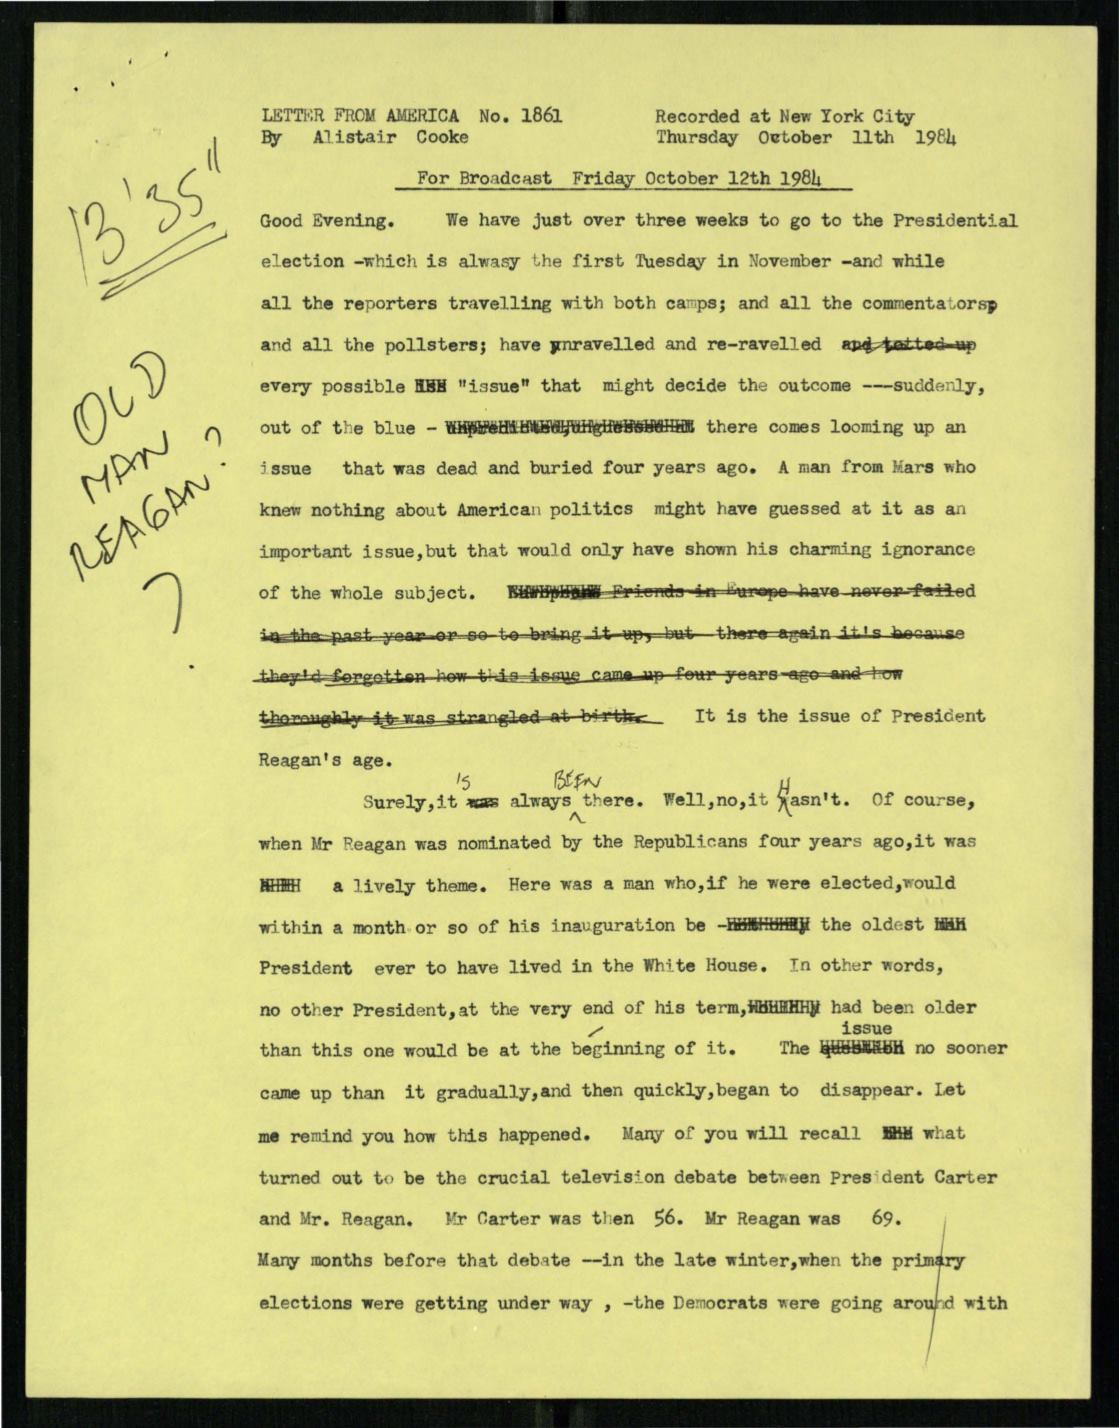 LETTER FROM AMERICA No. 1861 Recorded at New York City
By Alistair Cooke Thursday October 11th 1984
For Broadcast Friday October 12th 1984
13'35"
OLD
MAN
REAGAN?
?
Good Evening. We have just over three weeks to go to the Presidential
election -which is alwasy the first Tuesday in November -and while
all the reporters travelling with both camps; and all the commentators;
and all the pollsters; have unravelled and re-ravelled and totted up
every possible "issue" that might decide the outcome ---suddenly,
out of the blue - there comes looming up an
issue that was dead and buried four years ago. A man from Mars who
knew nothing about American politics might have guessed at it as an
important issue,but that would only have shown his charming ignorance
of the whole subject. Friends in Europe have never failed
in the past year or so to bring it up, but there again it's because
they'd forgotten how this issue came up four years ago and how
thoroughly it was strangled at birth. It is the issue of President
Reagan's age.
is BEEN
Surely,it was always there. Well,no,it Hasn't. Of course,
when Mr Reagan was nominated by the Republicans four years ago,it was
a lively theme. Here was a man who,if he were elected,would
within a month or so of his inauguration be - the oldest
President ever to have lived in the White House. In other words,
no other President,at the very end of his term, had been older
issue
than this one would be at the beginning of it. The question no sooner
came up than it gradually,and then quickly,began to disappear. Let
me remind you how this happened. Many of you will recall what
turned out to be the crucial television debate between President Carter
and Mr. Reagan. Mr Carter was then 56. Mr Reagan was 69.
Many months before that debate --in the late winter,when the primary
elections were getting under way , -the Democrats were going around with